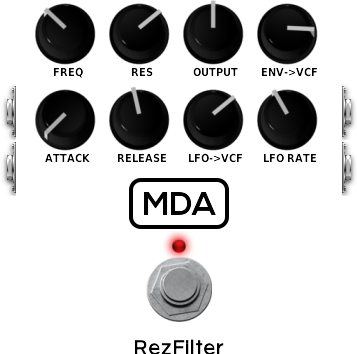 FREQ RES OUTPUT ENV->VCF
ATTACK RELEASE LFO->VCF LFO RATE
MDA
RezFilter